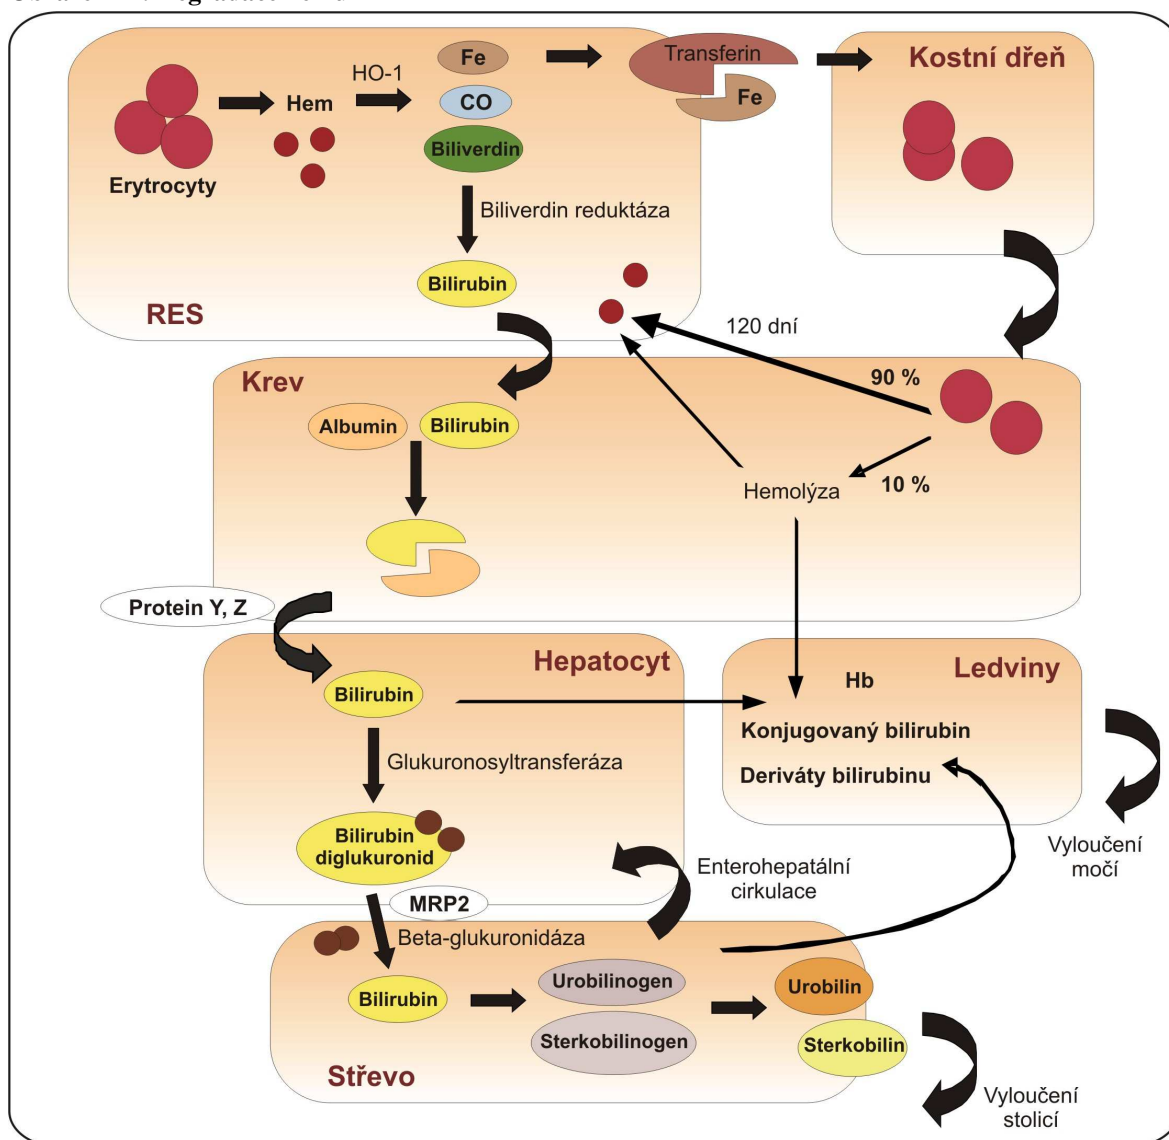 Fe
Transferin
Kostní dřeň
HO-1
Hem
CO
Fe
Biliverdin
Erytrocyty
Biliverdin reduktáza
Bilirubin
RES
120 dní
Krev
90 %
Albumin
Bilirubin
Hemolýza
10 %
Protein Y, Z
Hepatocyt
Ledviny
Bilirubin
Hb
Konjugovaný bilirubin
Glukuronosyltransferáza
Deriváty bilirubinu
Bilirubin
diglukuronid
Vyloučení
močí
Enterohepatální
cirkulace
MRP2
Beta-glukuronidáza
Bilirubin
Urobilinogen
Urobilin
Sterkobilinogen
Sterkobilin
Střevo
Vyloučení
stolicí